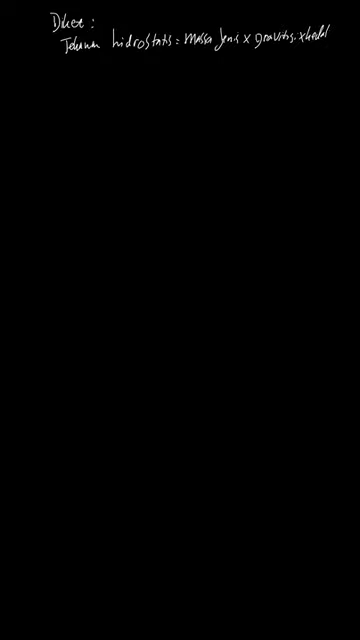 Diket :
Tekanan hidrostatis = massa jenis x gravitasi x